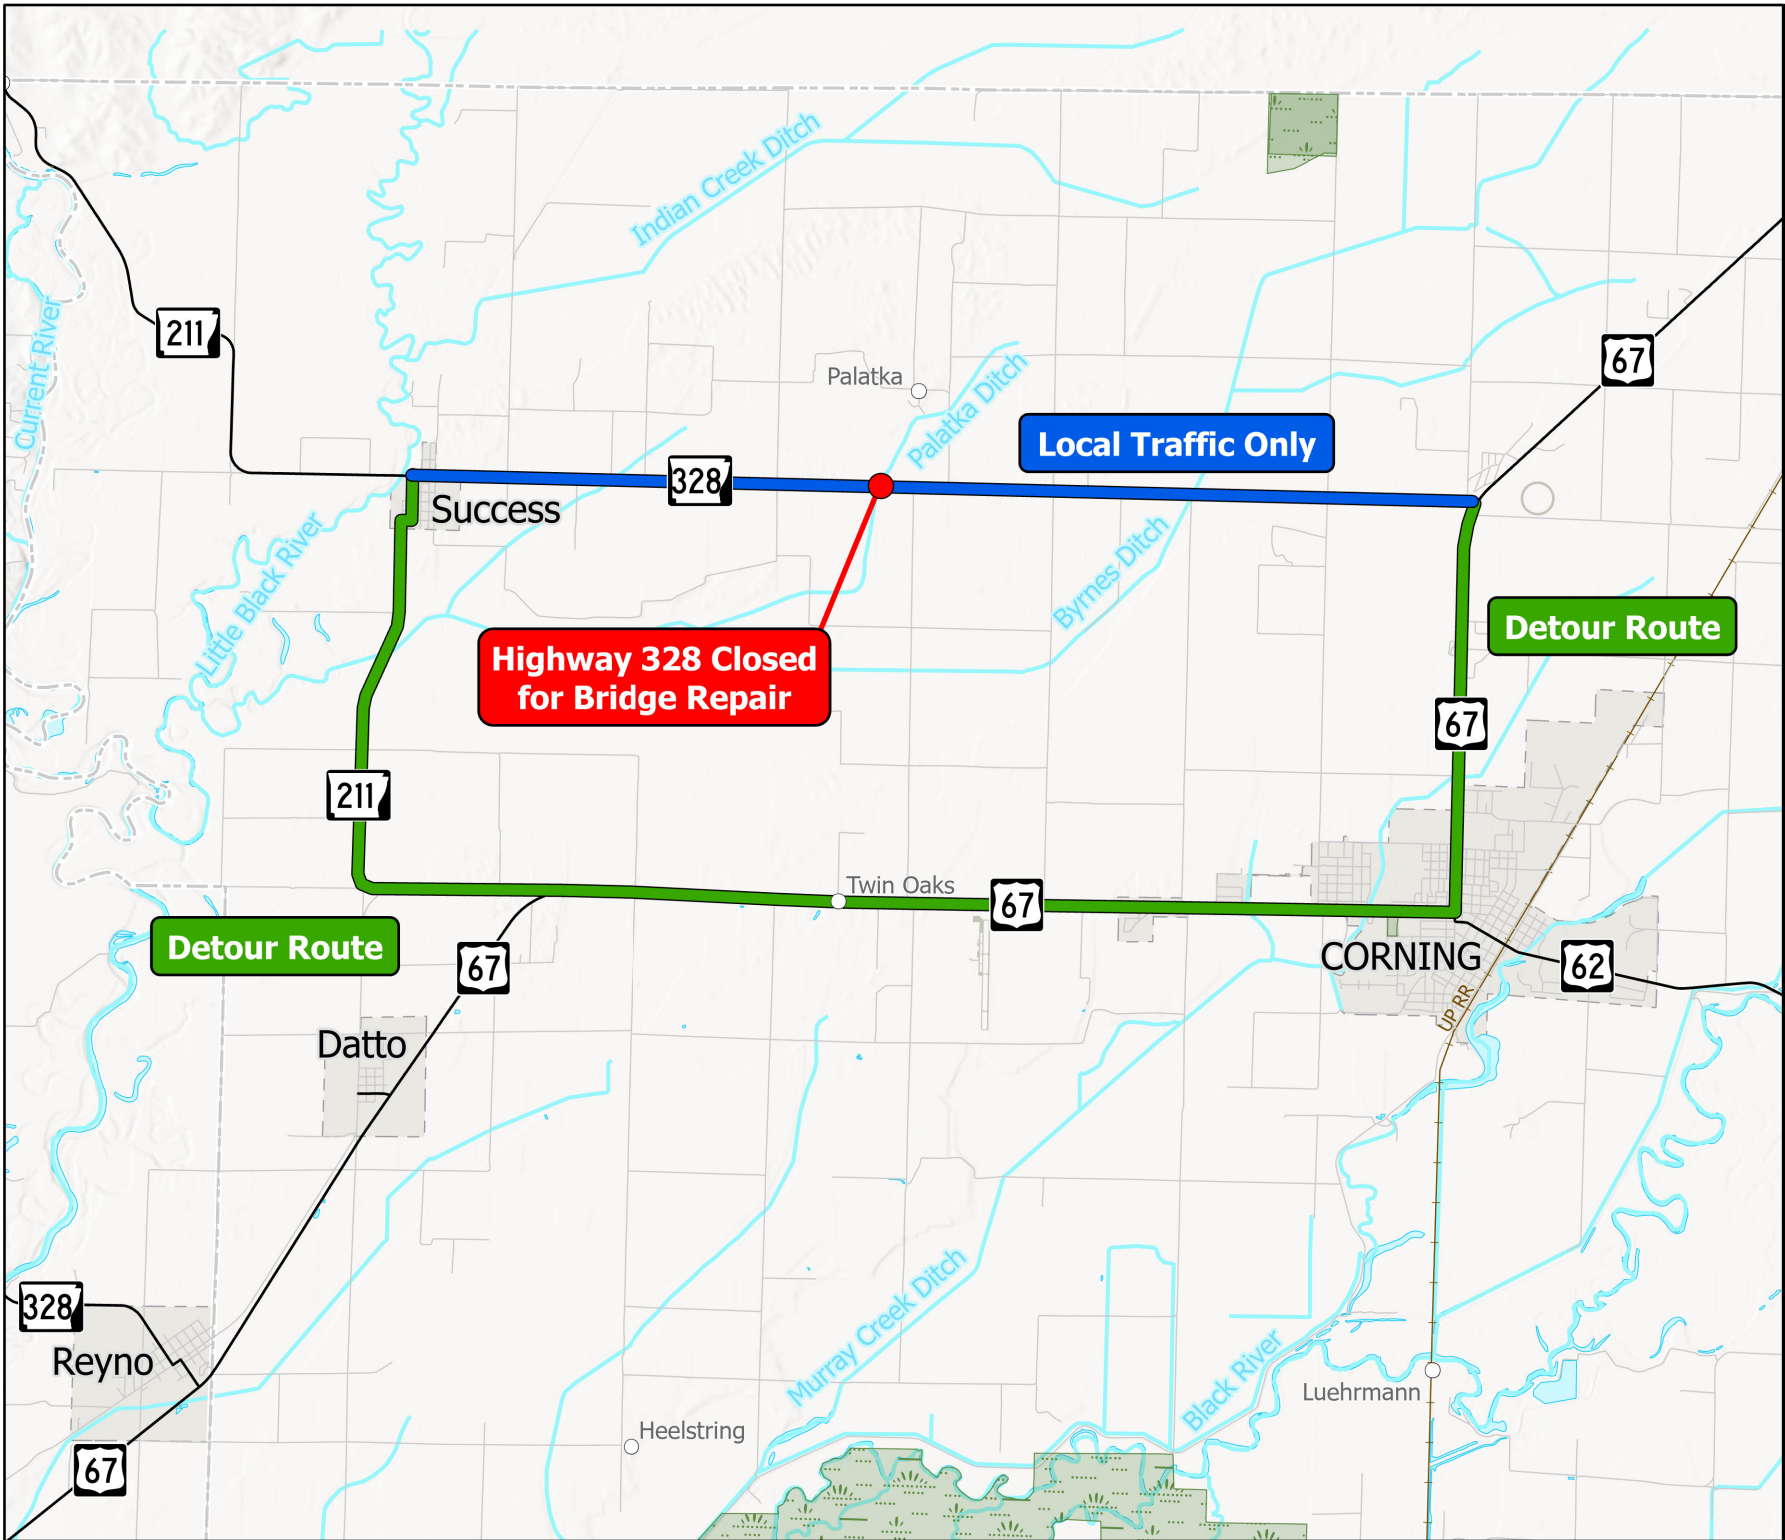 Indian Creek Ditch
211
Current River
67
Palatka
Palatka Ditch
Local Traffic Only
328
Success
Little Black River
Byrnes Ditch
Detour Route
Highway 328 Closed
for Bridge Repair
67
211
Twin Oaks
67
Detour Route
67
CORNING
62
UP RR
Datto
328
Reyno
Murray Creek Ditch
Black River
Luehrmann
Heelstring
67